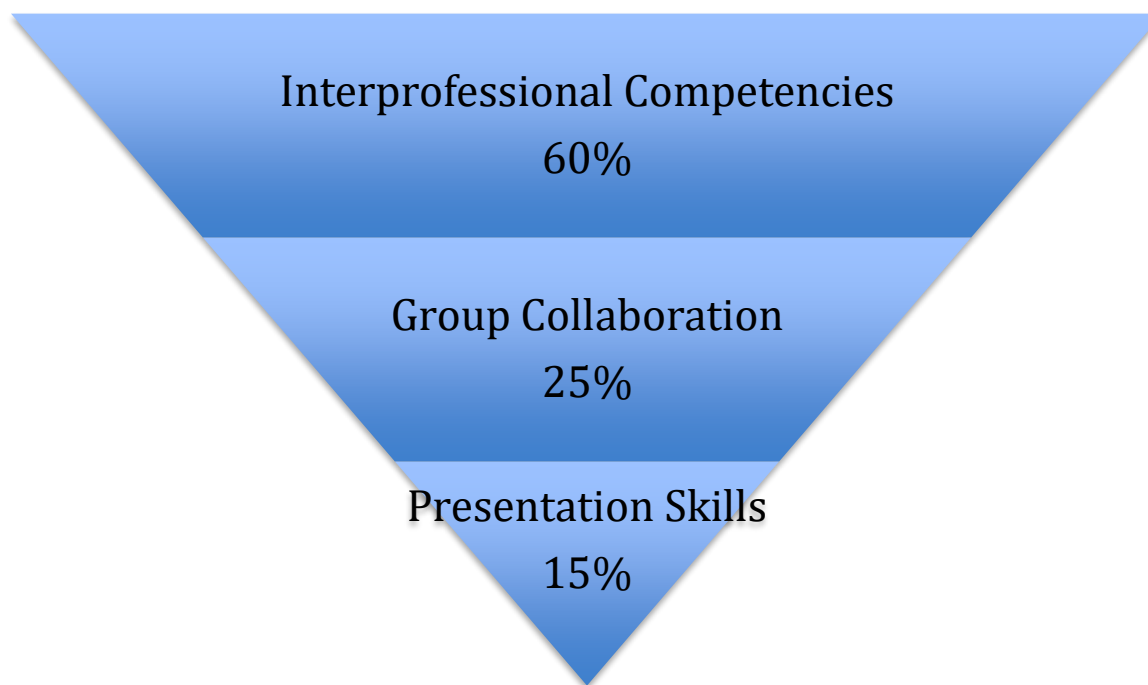 Interprofessional Competencies
60%
Group Collaboration
25%
Presentation Skills
15%